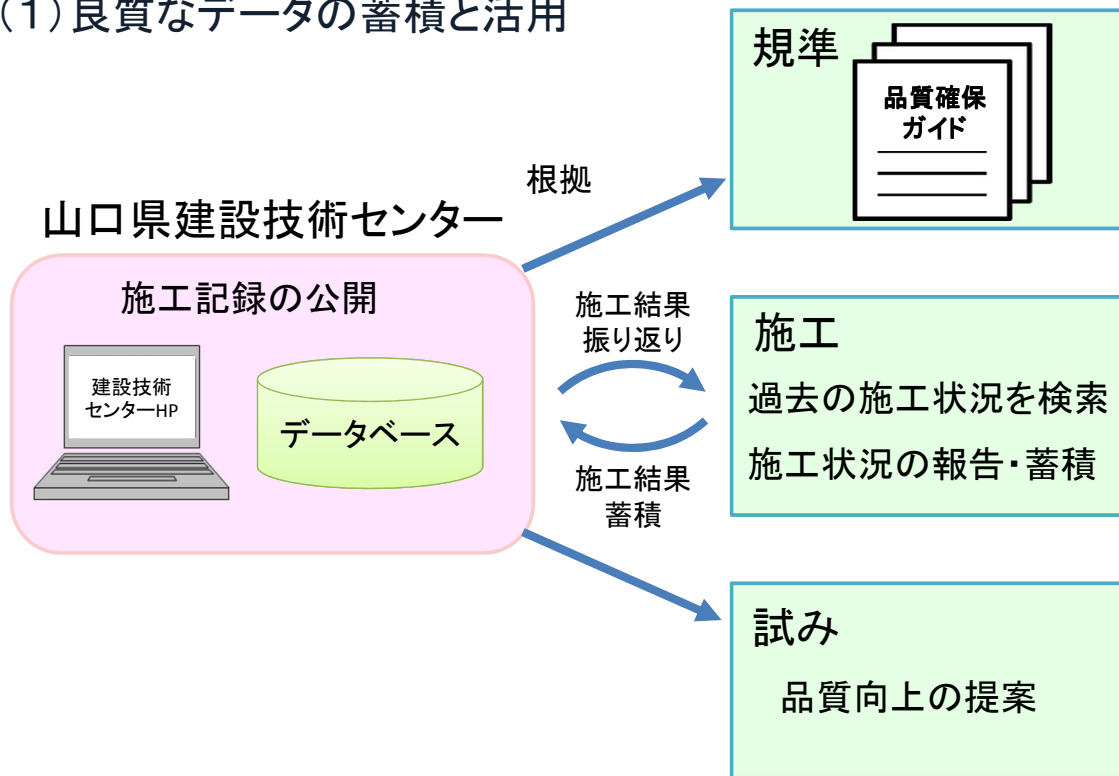 (1)良質なデータの蓄積と活用
山口県建設技術センター
施工記録の公開
建設技術
センターHP
データベース
根拠
施工結果
振り返り
施工結果
蓄積
規準
品質確保
ガイド
施工
過去の施工状況を検索
施工状況の報告・蓄積
試み
品質向上の提案